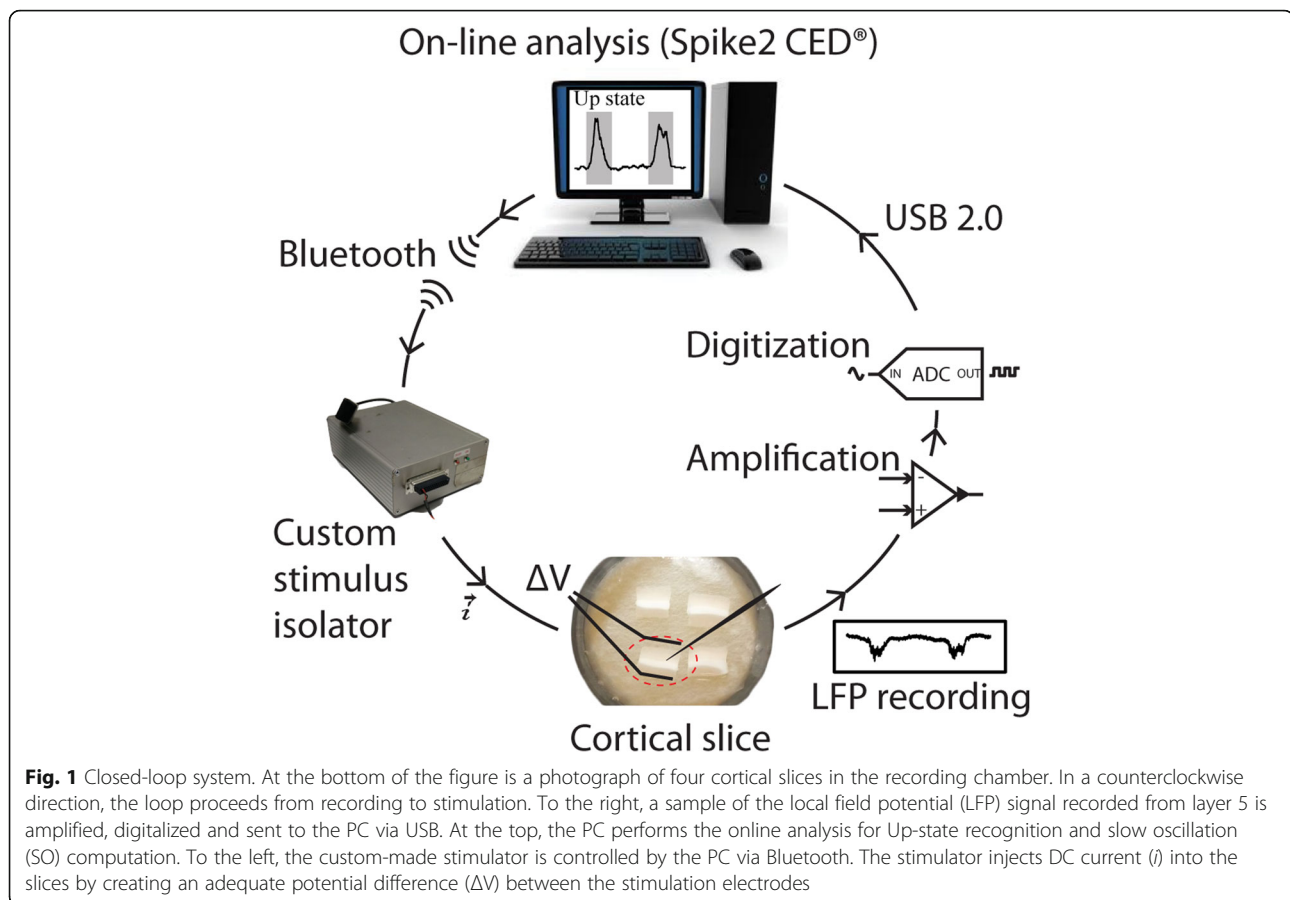 On-line analysis (Spike2 CED®)
Up state
USB 2.0
Bluetooth
Digitization
IN ADC OUT
Amplification
-
+
Custom
stimulus
isolator
i
ΔV
LFP recording
Cortical slice
Fig. 1 Closed-loop system. At the bottom of the figure is a photograph of four cortical slices in the recording chamber. In a counterclockwise
direction, the loop proceeds from recording to stimulation. To the right, a sample of the local field potential (LFP) signal recorded from layer 5 is
amplified, digitalized and sent to the PC via USB. At the top, the PC performs the online analysis for Up-state recognition and slow oscillation
(SO) computation. To the left, the custom-made stimulator is controlled by the PC via Bluetooth. The stimulator injects DC current (i) into the
slices by creating an adequate potential difference (ΔV) between the stimulation electrodes